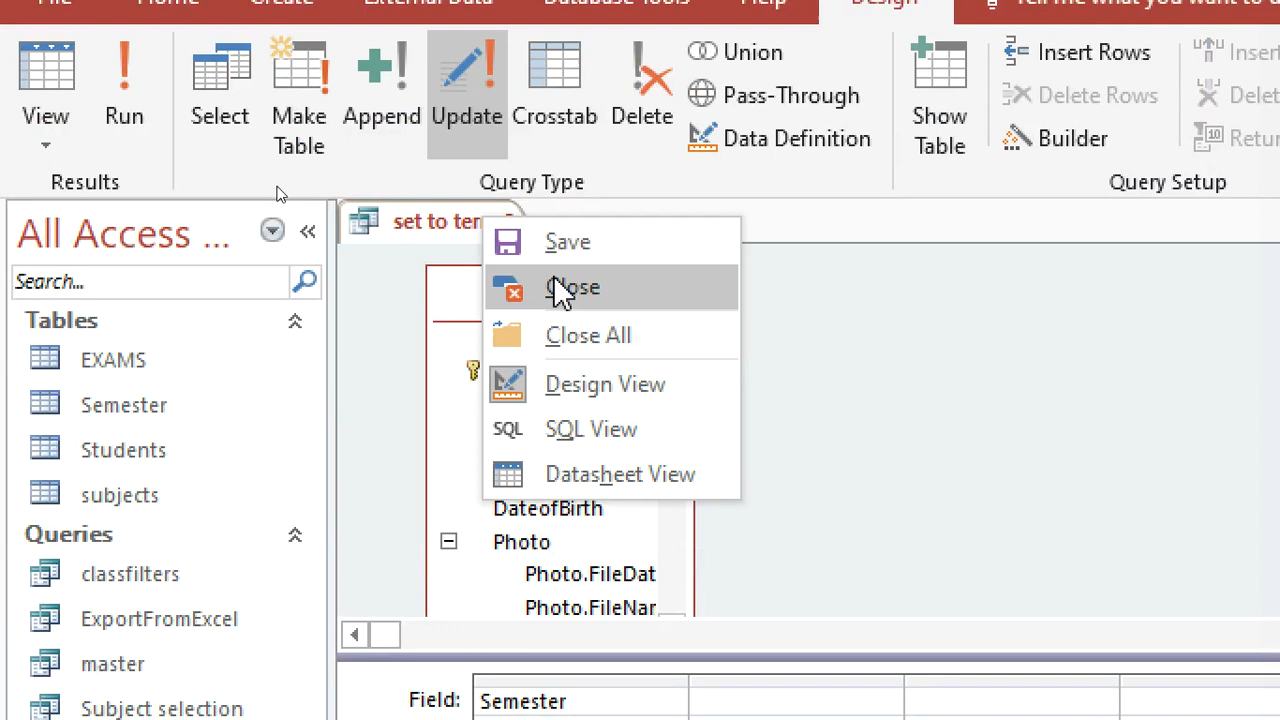 File Home Create External Data Database Tools Help Design Tell me what you want to
View
Run
Select
Make Table
Append
Update
Crosstab
Delete
Union
Pass-Through
Data Definition
Show Table
Insert Rows
Delete Rows
Builder
Insert
Delet
Retur
Results
Query Type
Query Setup
All Access ...
Search...
Tables
EXAMS
Semester
Students
subjects
Queries
classfilters
ExportFromExcel
master
Subject selection
set to ter
Save
Close
Close All
Design View
SQL SQL View
Datasheet View
DateofBirth
Photo
Photo.FileDat
Photo.FileNar
Field: Semester